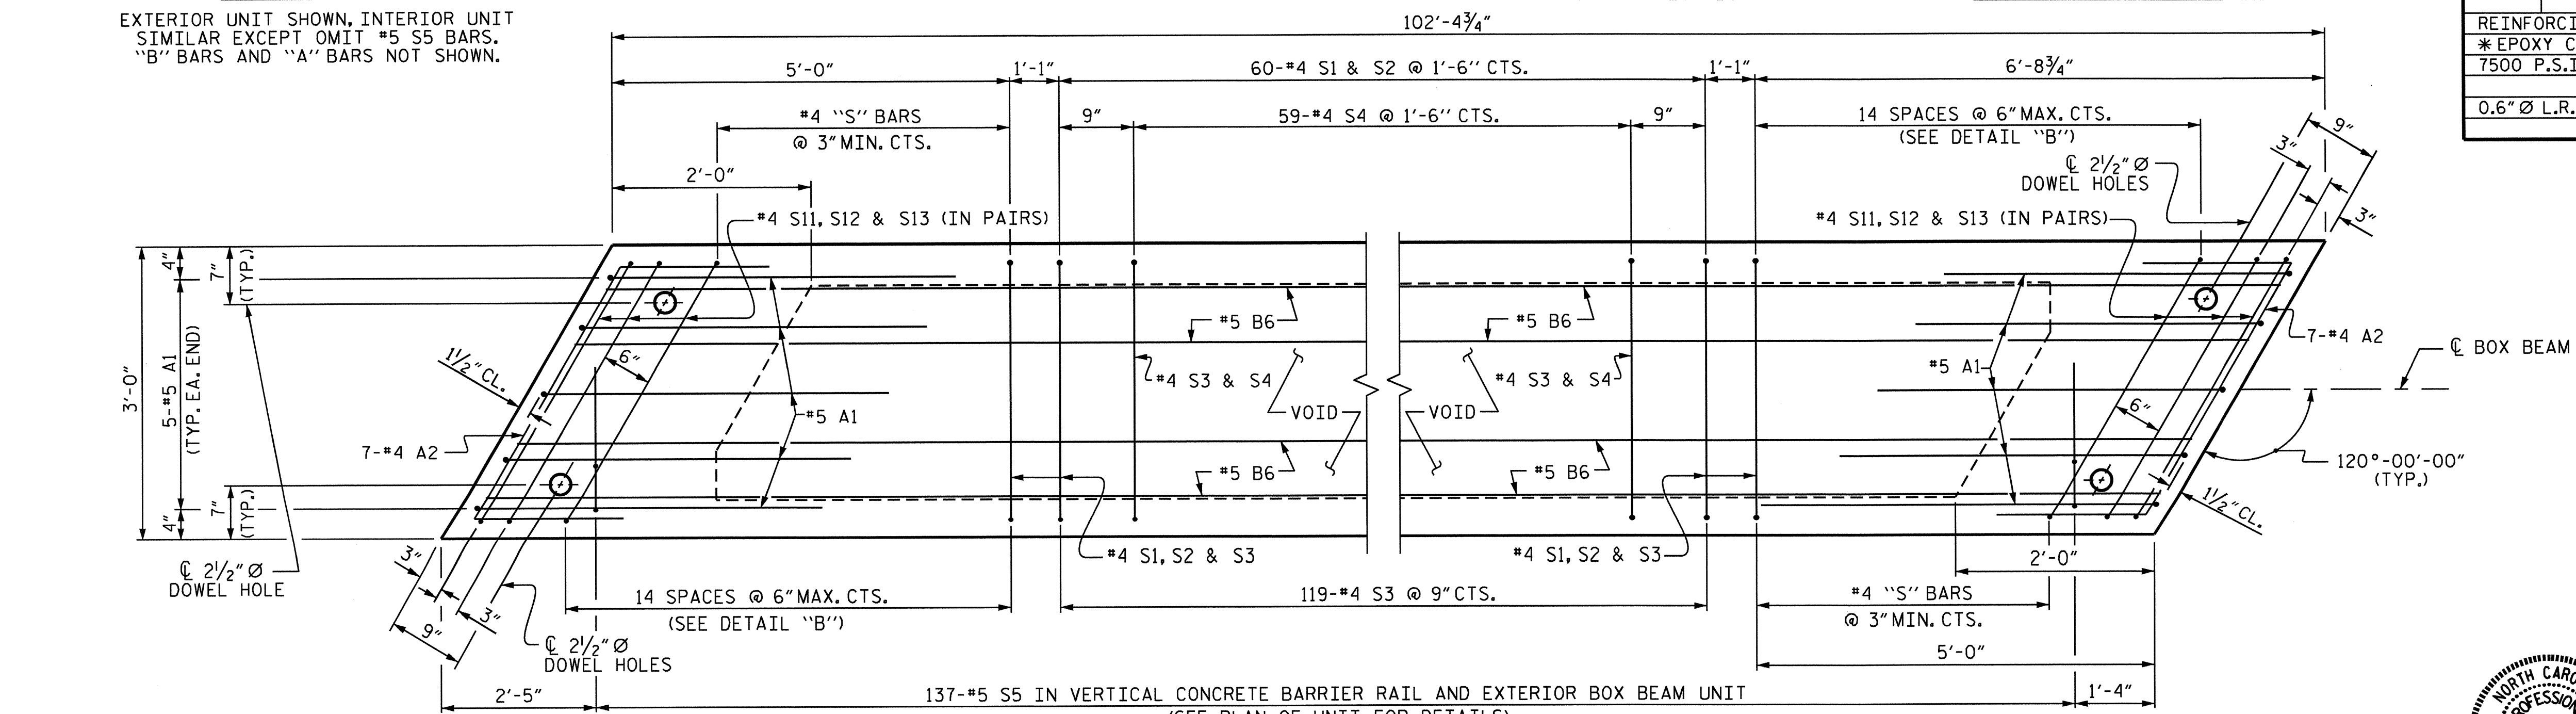 EXTERIOR UNIT SHOWN, INTERIOR UNIT
SIMILAR EXCEPT OMIT #5 S5 BARS.
"B" BARS AND "A" BARS NOT SHOWN.
102'-4¾"
5'-0"
1'-1"
60-#4 S1 & S2 @ 1'-6" CTS.
1'-1"
6'-8¾"
#4 "S" BARS
@ 3" MIN. CTS.
9"
59-#4 S4 @ 1'-6" CTS.
9"
14 SPACES @ 6" MAX. CTS.
(SEE DETAIL "B")
2'-0"
℄ 2½" Ø
DOWEL HOLES
3"
9"
3"
#4 S11, S12 & S13 (IN PAIRS)
#4 S11, S12 & S13 (IN PAIRS)
4"
7"
(TYP.)
3'-0"
5-#5 A1
(TYP. EA. END)
4"
7"
(TYP.)
1½" CL.
6"
#5 B6
#5 B6
#4 S3 & S4
#4 S3 & S4
#5 A1
7-#4 A2
℄ BOX BEAM
VOID
VOID
#5 A1
6"
7-#4 A2
#5 B6
#5 B6
120°-00'-00"
(TYP.)
1½" CL.
℄ 2½" Ø
DOWEL HOLE
3"
3"
9"
#4 S1, S2 & S3
#4 S1, S2 & S3
2'-0"
14 SPACES @ 6" MAX. CTS.
(SEE DETAIL "B")
119-#4 S3 @ 9" CTS.
#4 "S" BARS
@ 3" MIN. CTS.
℄ 2½" Ø
DOWEL HOLES
5'-0"
2'-5"
137-#5 S5 IN VERTICAL CONCRETE BARRIER RAIL AND EXTERIOR BOX BEAM UNIT
1'-4"
(SEE PLAN OF UNIT FOR DETAILS)
REINFORCI
* EPOXY C
7500 P.S.I
0.6" Ø L.R.
NORTH CARO
ROFESSIO